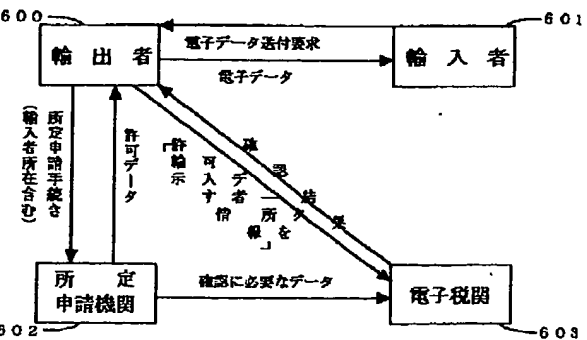 600
601
輸出者
輸入者
電子データ送付要求
電子データ
所定申請手続き
(輸入者所在含む)
許可データ
確認結果
許可データ
「輸入者所を
示す情報」
所定
申請機関
確認に必要なデータ
電子税関
602
603